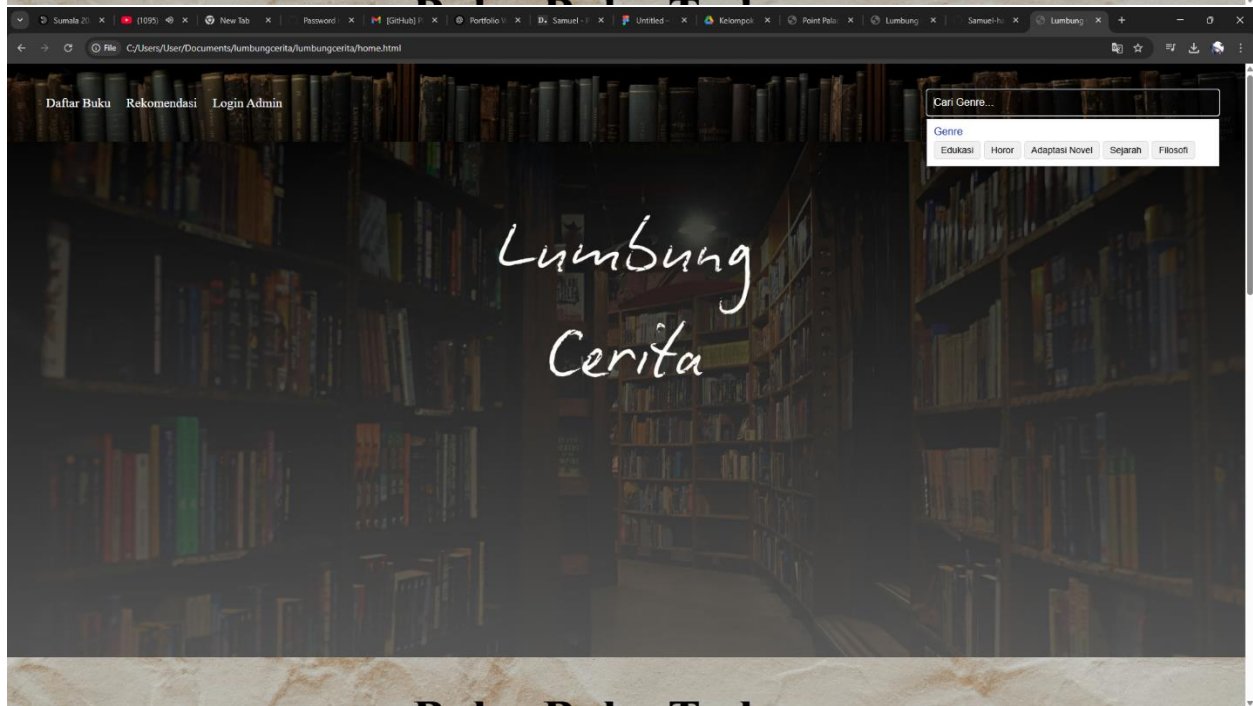 Sumala 20
(1095)
New Tab
Password
[GitHub] P
Portfolio W
Samuel -
Untitled -
Kelompok
Point Pala
Lumbung
Samuel-ha
Lumbung
File C:/Users/User/Documents/lumbungcerita/lumbungcerita/home.html
Daftar Buku Rekomendasi Login Admin
Cari Genre...
Genre
Edukasi Horor Adaptasi Novel Sejarah Filosofi
Lumbung
Cerita